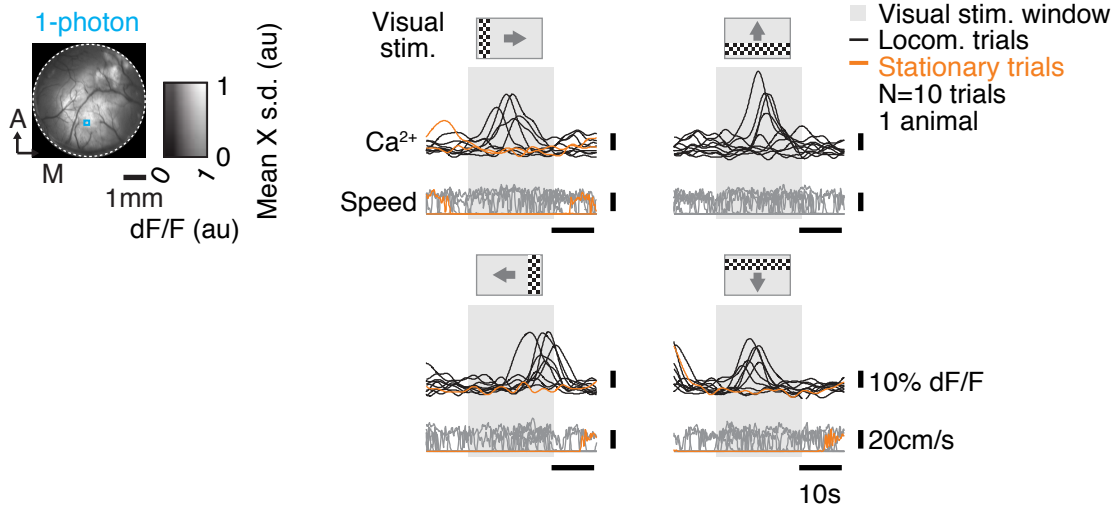 1-photon
A
M
1mm
1
0
0
1
dF/F (au)
Mean X s.d. (au)
Visual
stim.
Visual stim. window
Locom. trials
Stationary trials
N=10 trials
1 animal
Ca²⁺
Speed
10% dF/F
20cm/s
10s